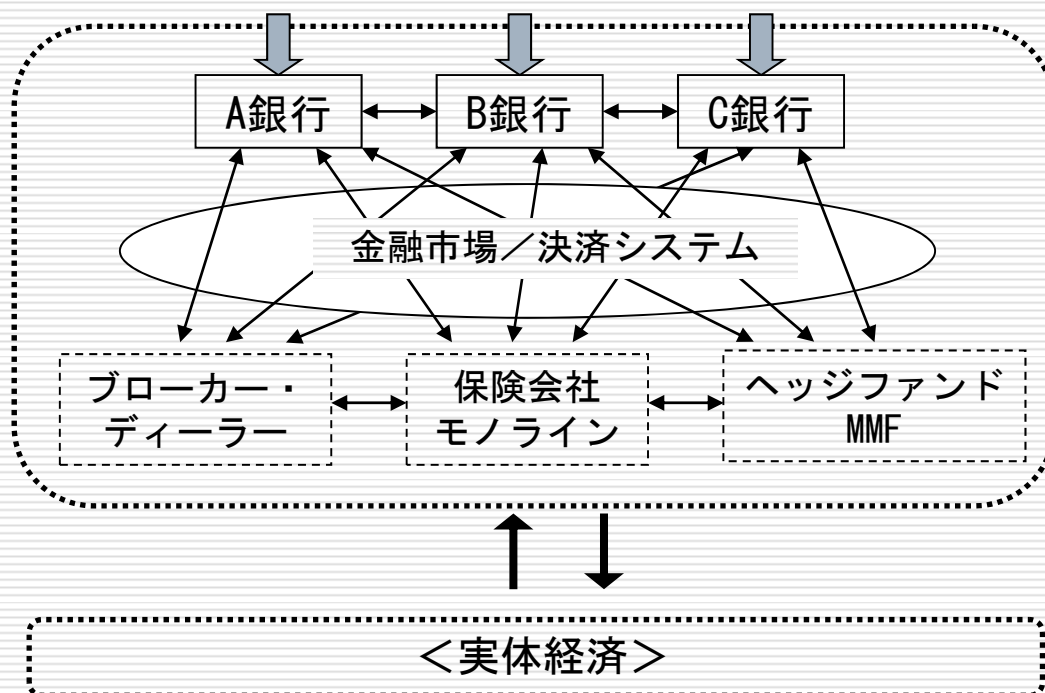 A銀行
B銀行
C銀行
金融市場／決済システム
ブローカー・
ディーラー
保険会社
モノライン
ヘッジファンド
MMF
＜実体経済＞